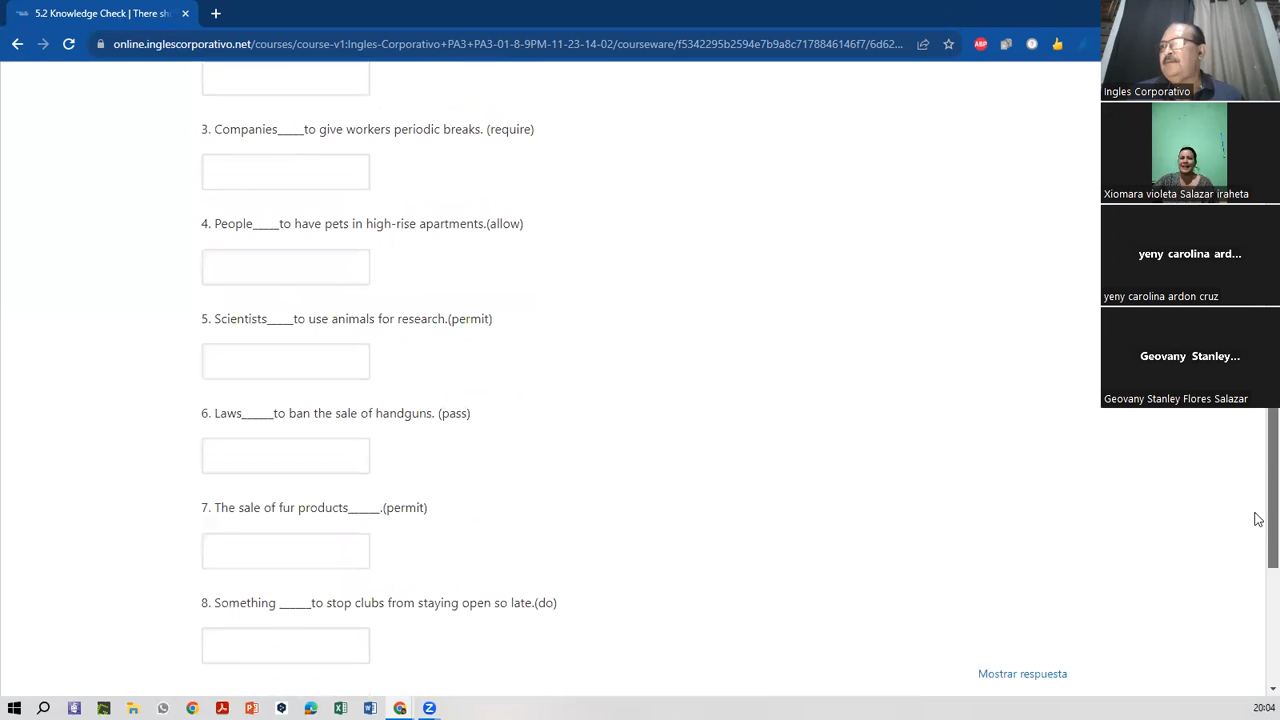 5.2 Knowledge Check | There sh
online.inglescorporativo.net/courses/course-v1:Ingles-Corporativo+PA3+PA3-01-8-9PM-11-23-14-02/courseware/f5342295b2594e7b9a8c7178846146f7/6d62...
ABP
3. Companies____to give workers periodic breaks. (require)
4. People____to have pets in high-rise apartments.(allow)
5. Scientists____to use animals for research.(permit)
6. Laws_____to ban the sale of handguns. (pass)
7. The sale of fur products_____.(permit)
8. Something _____to stop clubs from staying open so late.(do)
Mostrar respuesta
Ingles Corporativo
Xiomara violeta Salazar iraheta
yeny carolina ard...
yeny carolina ardon cruz
Geovany Stanley...
Geovany Stanley Flores Salazar
20:04